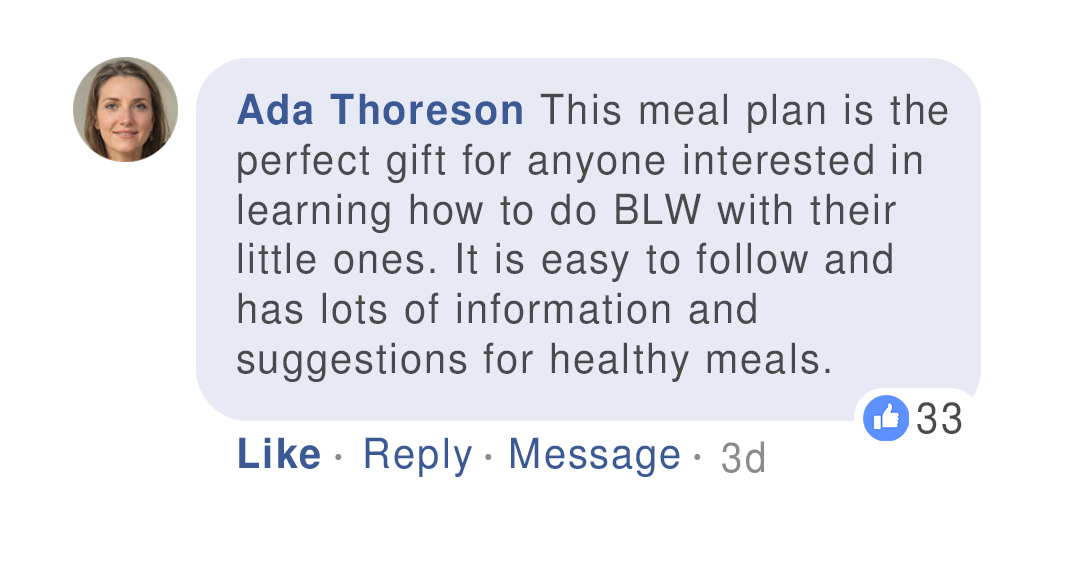 Ada Thoreson This meal plan is the
perfect gift for anyone interested in
learning how to do BLW with their
little ones. It is easy to follow and
has lots of information and
suggestions for healthy meals.
33
Like · Reply · Message · 3d